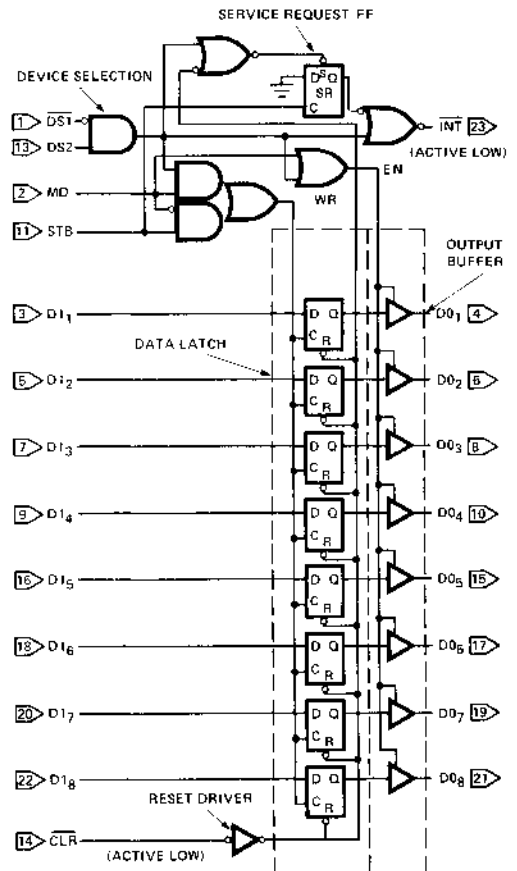 SERVICE REQUEST FF
DEVICE SELECTION
D S Q
SR
C
1 DS1
13 DS2
INT 23
(ACTIVE LOW)
EN
2 MD
WR
11 STB
OUTPUT
BUFFER
3 DI1 D Q DO1 4
C R
DATA LATCH
5 DI2 D Q DO2 6
C R
7 DI3 D Q DO3 8
C R
9 DI4 D Q DO4 10
C R
16 DI5 D Q DO5 15
C R
18 DI6 D Q DO6 17
C R
20 DI7 D Q DO7 19
C R
22 DI8 D Q DO8 21
C R
RESET DRIVER
14 CLR
(ACTIVE LOW)